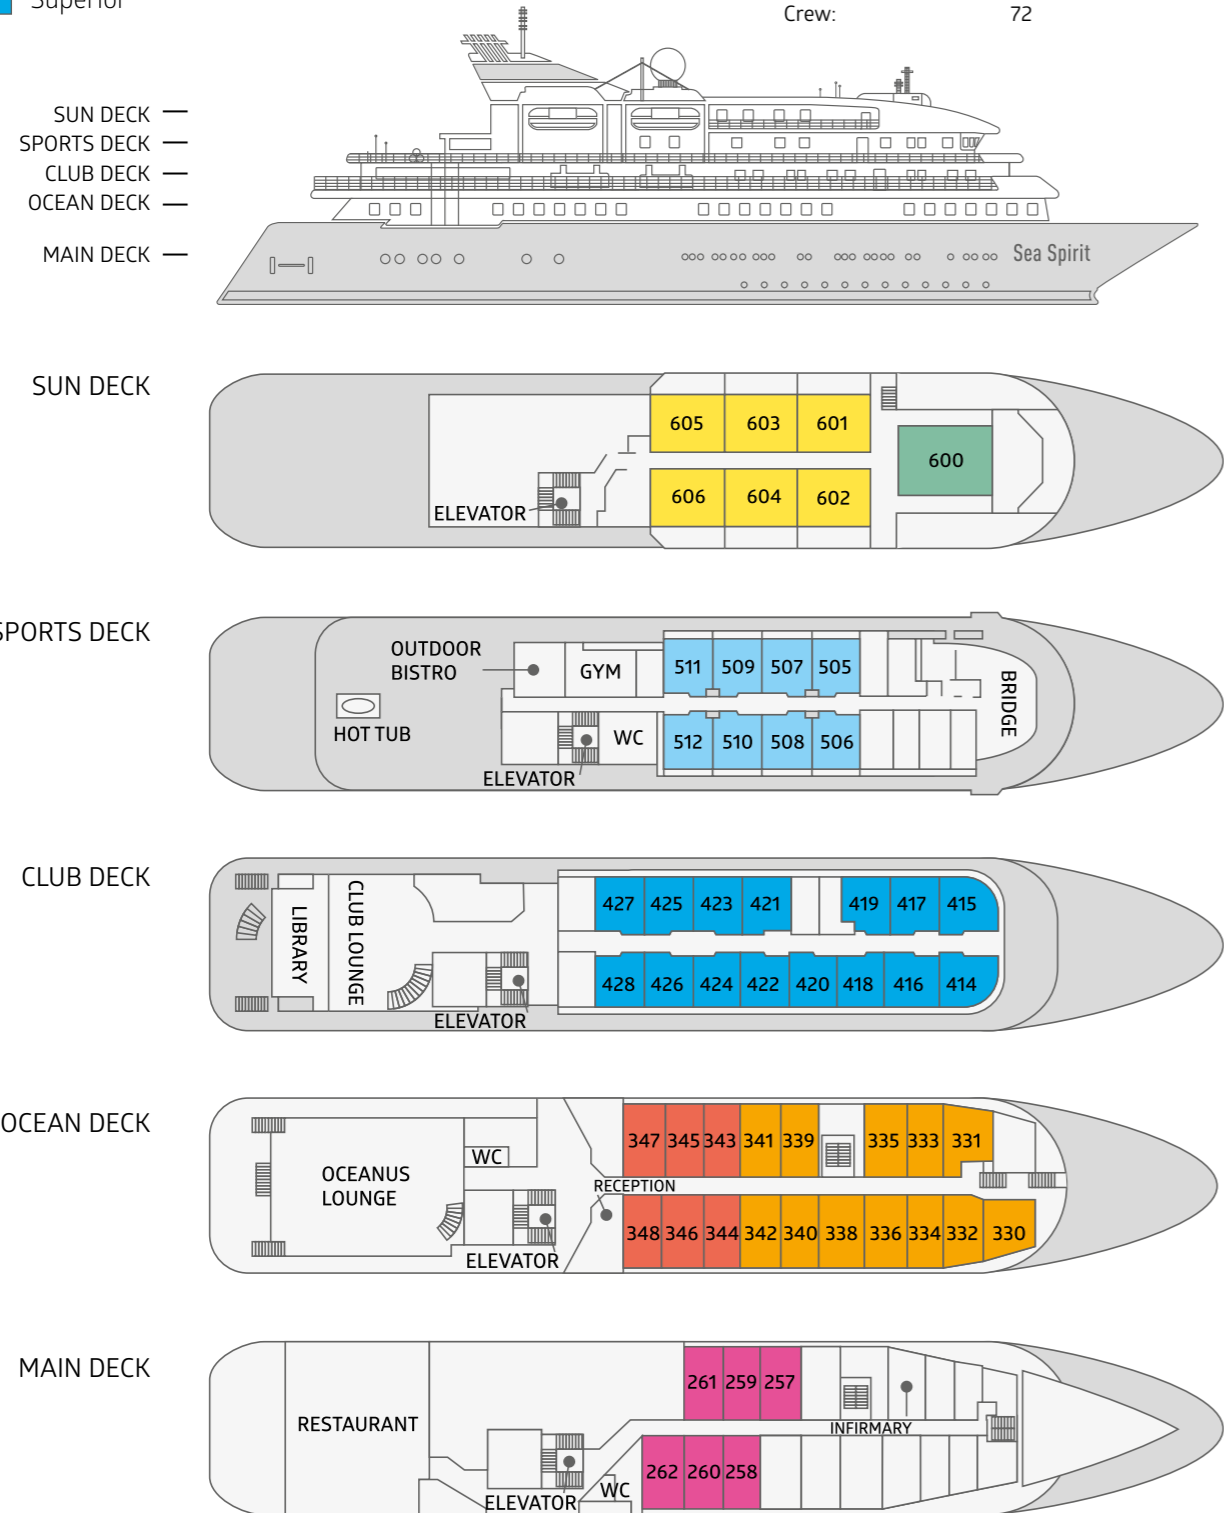 Superior
Crew: 72
SUN DECK
SPORTS DECK
CLUB DECK
OCEAN DECK
MAIN DECK
Sea Spirit
SUN DECK
605 603 601
600
606 604 602
ELEVATOR
SPORTS DECK
OUTDOOR
BISTRO
GYM
511 509 507 505
BRIDGE
HOT TUB
WC
512 510 508 506
ELEVATOR
CLUB DECK
LIBRARY
CLUB LOUNGE
427 425 423 421 419 417 415
428 426 424 422 420 418 416 414
ELEVATOR
OCEAN DECK
347 345 343 341 339 335 333 331
WC
OCEANUS
LOUNGE
RECEPTION
348 346 344 342 340 338 336 334 332 330
ELEVATOR
MAIN DECK
261 259 257
RESTAURANT
INFIRMARY
262 260 258
WC
ELEVATOR